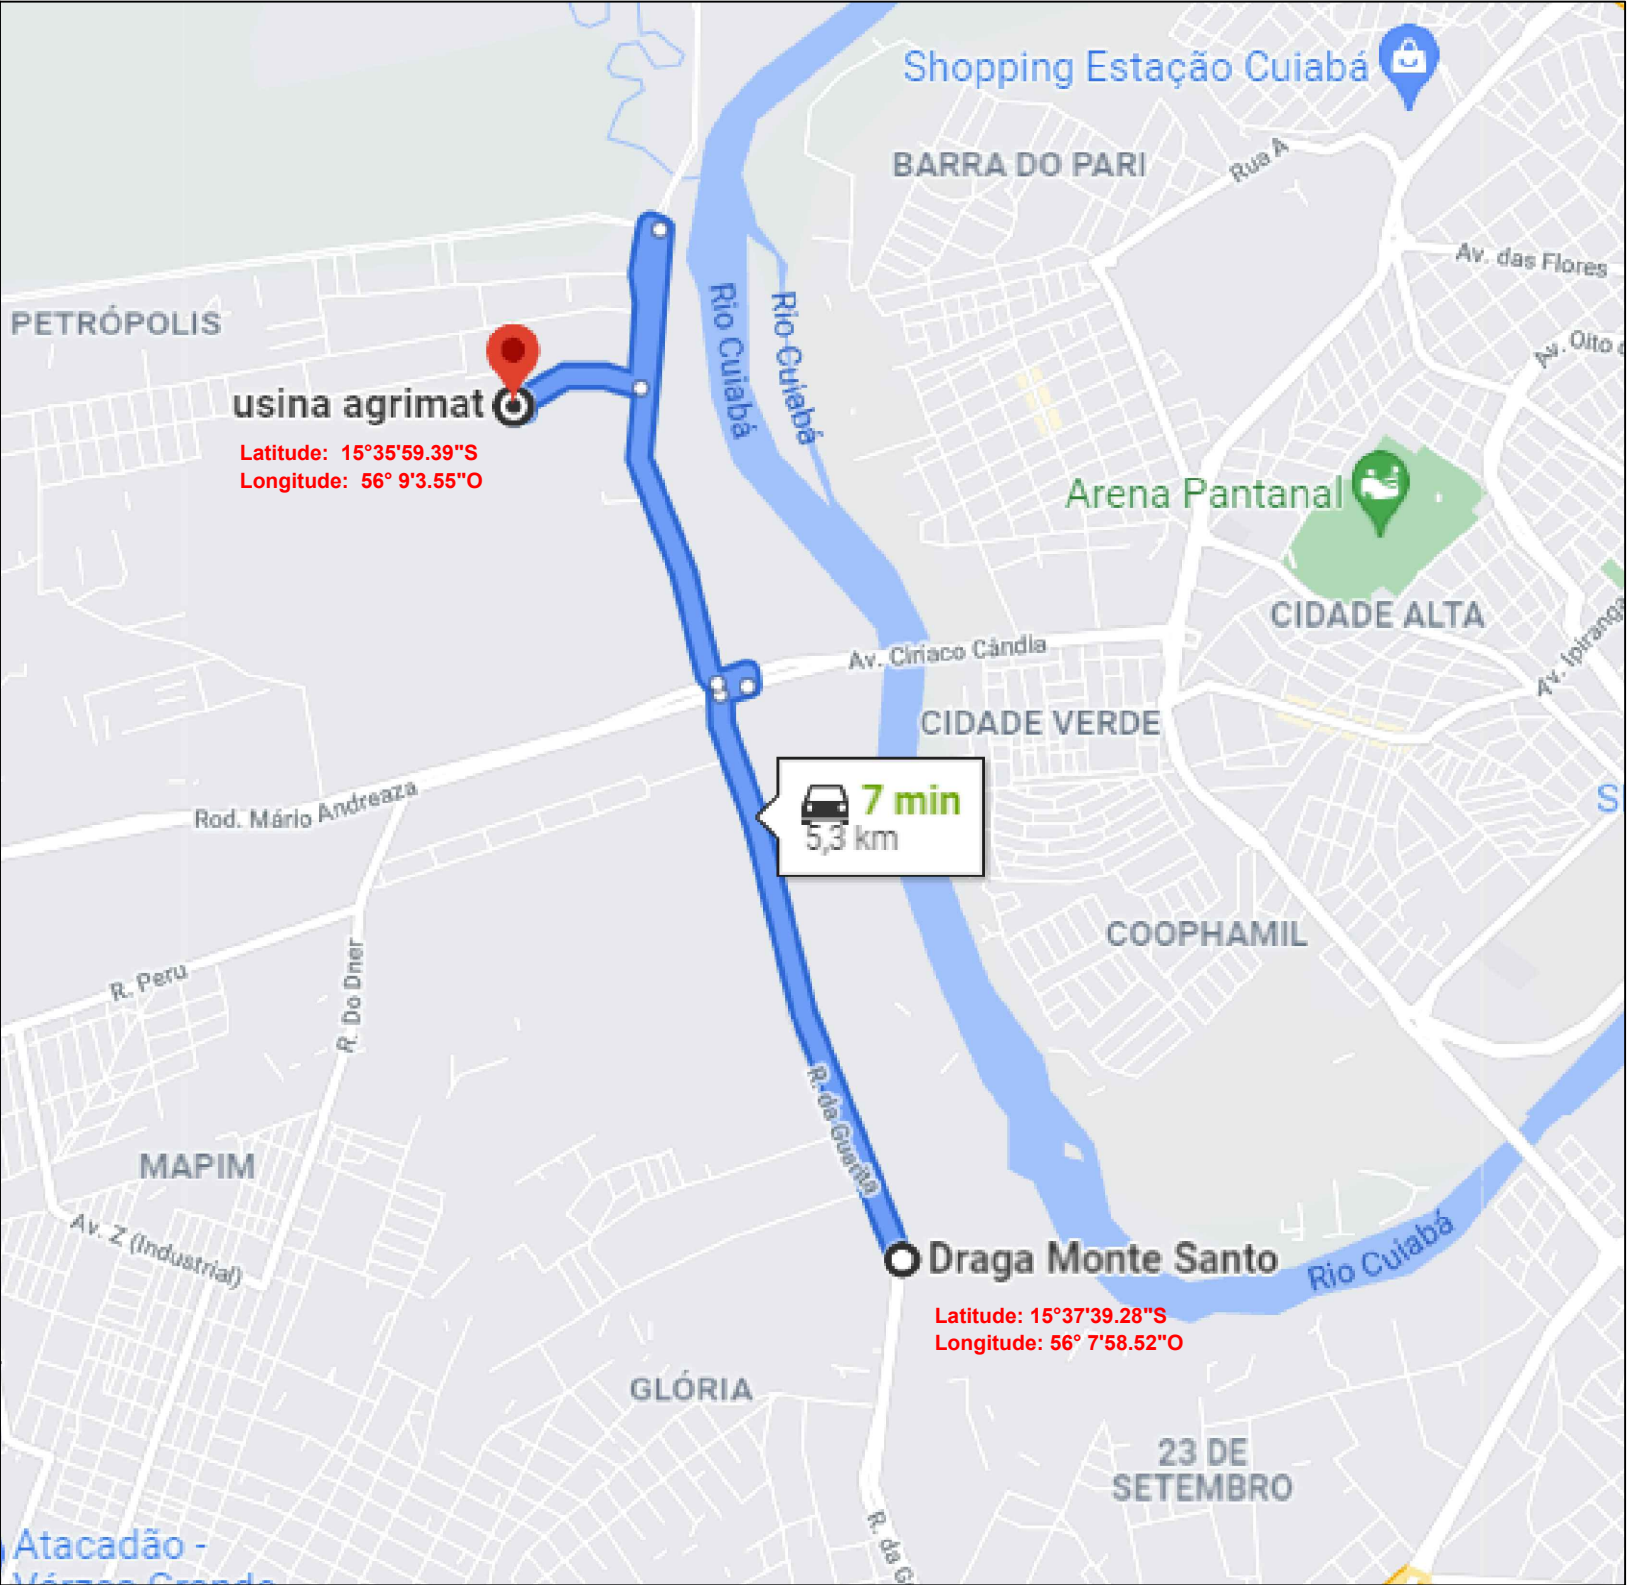 Shopping Estação Cuiabá
BARRA DO PARI
Rua A
Av. das Flores
PETRÓPOLIS
Rio Cuiabá
Rio Cuiabá
Av. Oito
usina agrimat
Latitude: 15°35'59.39"S
Longitude: 56° 9'3.55"O
Arena Pantanal
CIDADE ALTA
Av. Ciríaco Cândia
Av. Ipiranga
CIDADE VERDE
7 min
5,3 km
Rod. Mário Andreaza
S
COOPHAMIL
R. Peru
R. Do Dner
R. da Guarita
MAPIM
Av. Z (Industrial)
Draga Monte Santo
Rio Cuiabá
Latitude: 15°37'39.28"S
Longitude: 56° 7'58.52"O
GLÓRIA
23 DE
SETEMBRO
R. da G
Atacadão -
Várzea Grande